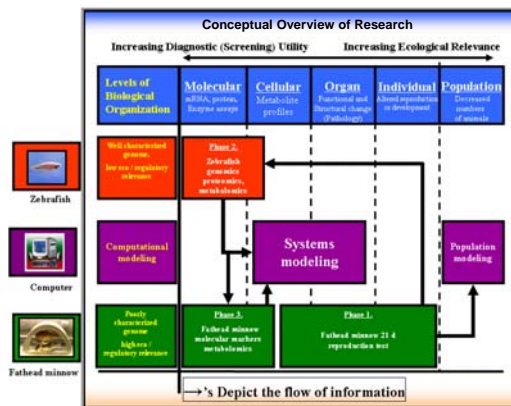 Conceptual Overview of Research
Increasing Diagnostic (Screening) Utility
Increasing Ecological Relevance
Levels of
Biological
Organization
Molecular
mRNA, protein,
Enzyme assays
Cellular
Metabolite
profiles
Organ
Functional and
Structural change
(Pathology)
Individual
Altered reproduction
or development
Population
Decreased
numbers
of animals
Zebrafish
Well characterized
genome,
low eco / regulatory
relevance
Phase 2.
Zebrafish
genomics
proteomics,
metabolomics
Computer
Computational
modeling
Systems
modeling
Population
modeling
Fathead minnow
Poorly
characterized
genome
high eco /
regulatory relevance
Phase 3.
Fathead minnow
molecular markers
metabolomics
Phase 1.
Fathead minnow 21 d
reproduction test
→'s Depict the flow of information